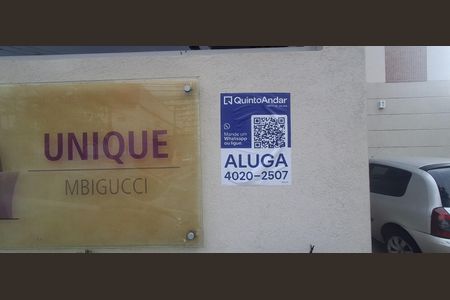 UNIQUE
MBIGUCCI
QuintoAndar
Mande um
Whatsapp
ou ligue.
ALUGA
4020-2507